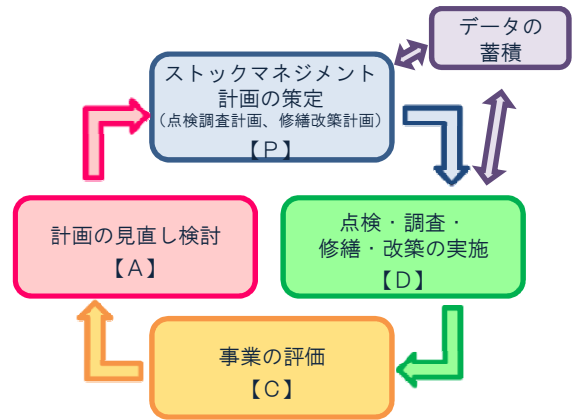 データの
蓄積
ストックマネジメント
計画の策定
(点検調査計画、修繕改築計画)
【P】
計画の見直し検討
【A】
点検・調査・
修繕・改築の実施
【D】
事業の評価
【C】